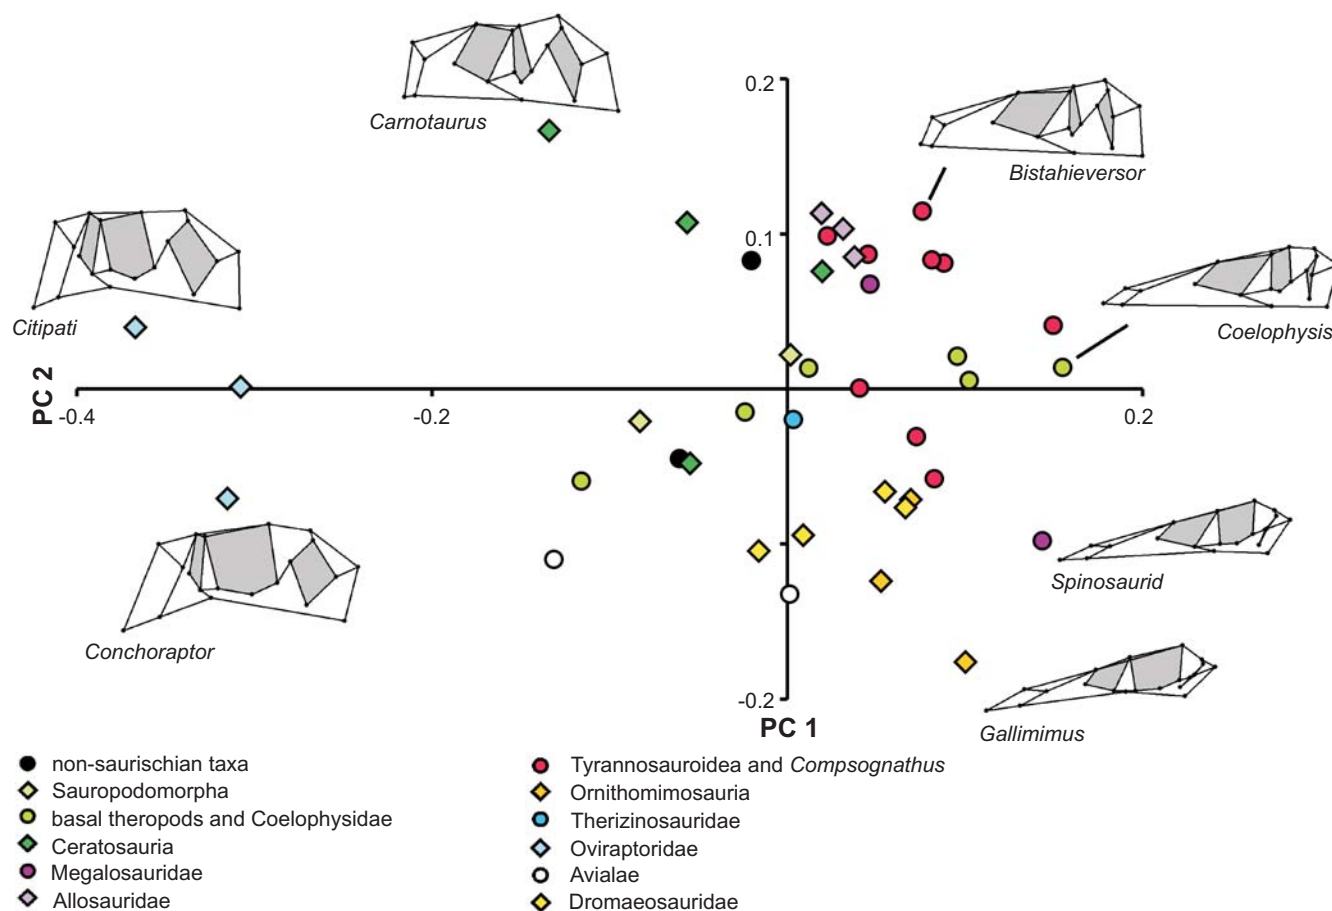 Carnotaurus
0.2
Bistahieversor
0.1
Citipati
Coelophysis
PC 2
-0.4
-0.2
0.2
Conchoraptor
Spinosaurid
-0.2
PC 1
Gallimimus
non-saurischian taxa
Sauropodomorpha
basal theropods and Coelophysidae
Ceratosauria
Megalosauridae
Allosauridae
Tyrannosauroidea and Compsognathus
Ornithomimosauria
Therizinosauridae
Oviraptoridae
Avialae
Dromaeosauridae